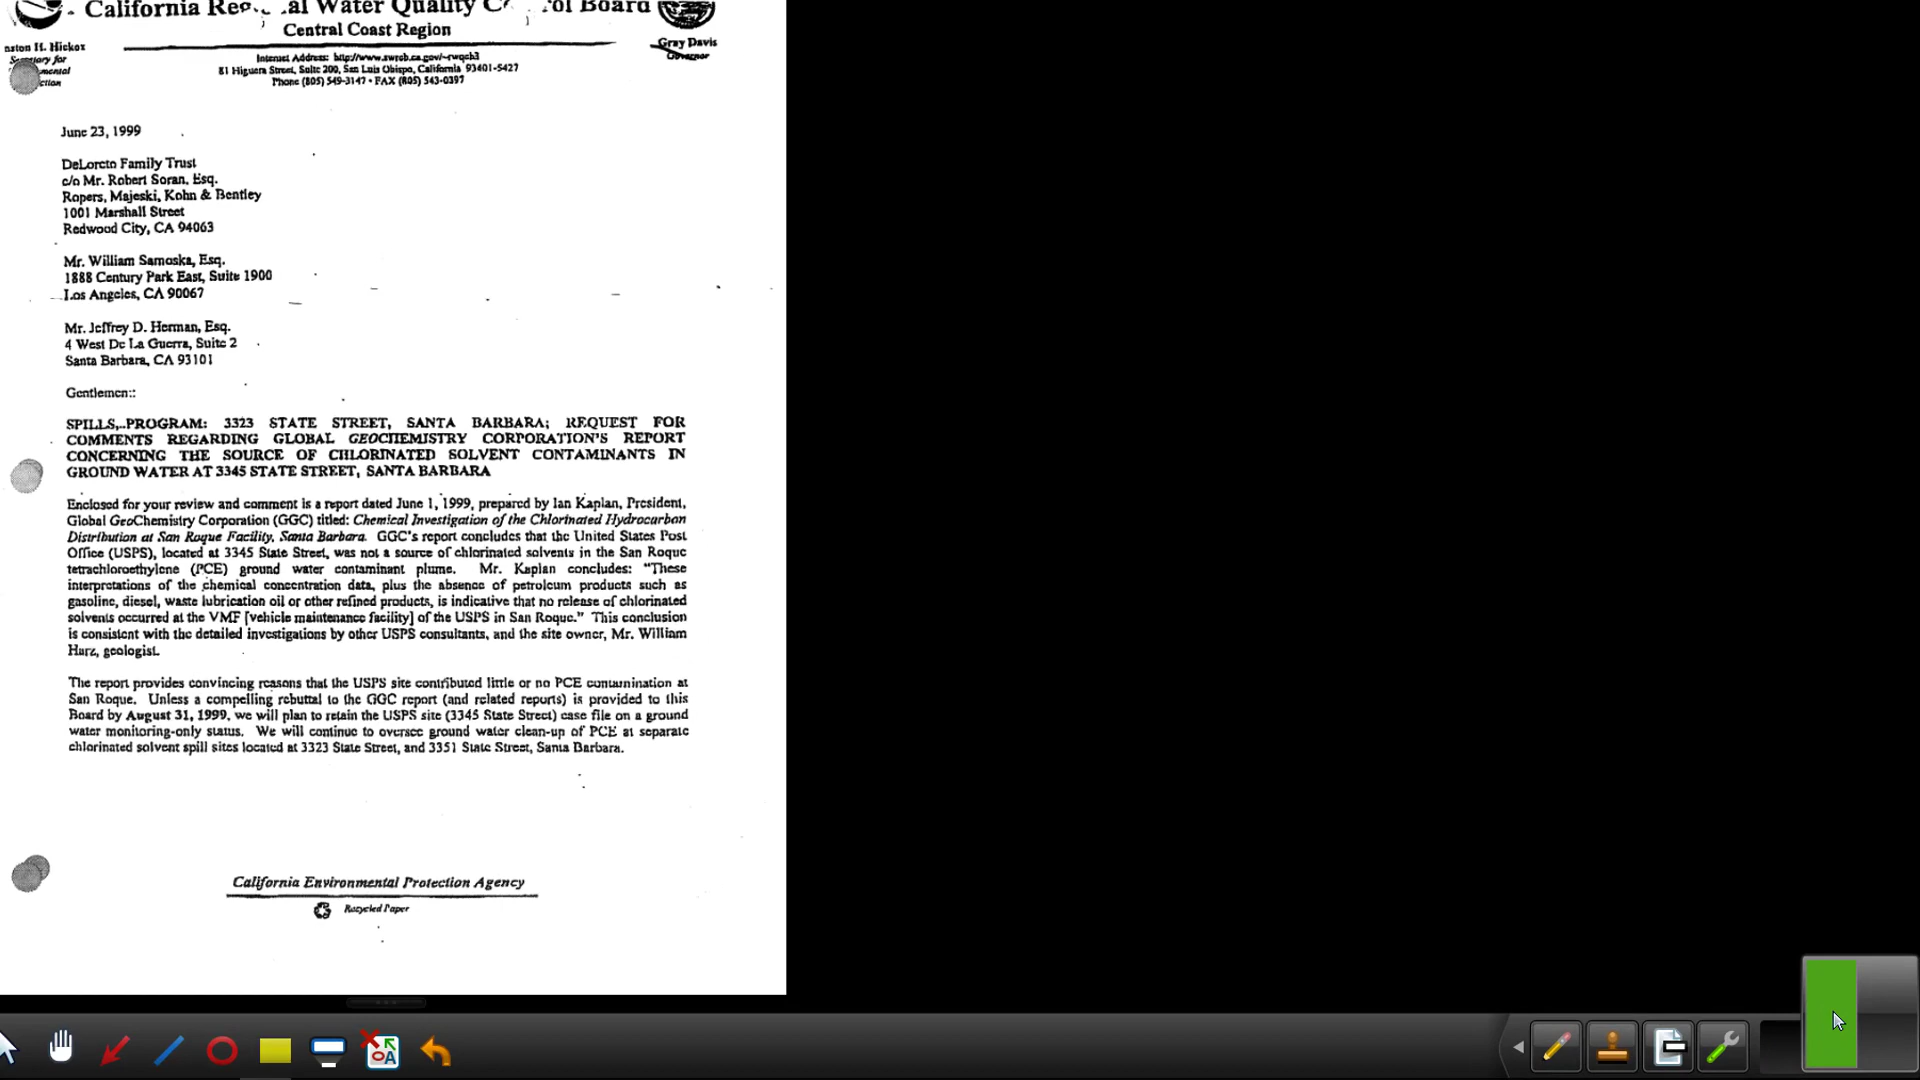 California Water Quality Board
Central Coast Region
H. Hickox
Gray Davis
Governor
for
Internet Address: http://www.swrcb.ca.gov/~rwqcb3
81 Higuera Street, Suite 200, San Luis Obispo, California 93401-5427
Phone (805) 549-3147 • FAX (805) 543-0397
June 23, 1999
DeLoreto Family Trust
c/o Mr. Robert Soran, Esq.
Ropers, Majeski, Kohn & Bentley
1001 Marshall Street
Redwood City, CA 94063
Mr. William Samoska, Esq.
1888 Century Park East, Suite 1900
Los Angeles, CA 90067
Mr. Jeffrey D. Herman, Esq.
4 West De La Guerra, Suite 2
Santa Barbara, CA 93101
Gentlemen::
SPILLS, PROGRAM: 3323 STATE STREET, SANTA BARBARA; REQUEST FOR
COMMENTS REGARDING GLOBAL GEOCHEMISTRY CORPORATION'S REPORT
CONCERNING THE SOURCE OF CHLORINATED SOLVENT CONTAMINANTS IN
GROUND WATER AT 3345 STATE STREET, SANTA BARBARA
Enclosed for your review and comment is a report dated June 1, 1999, prepared by Ian Kaplan, President,
Global GeoChemistry Corporation (GGC) titled: Chemical Investigation of the Chlorinated Hydrocarbon
Distribution at San Roque Facility, Santa Barbara. GGC's report concludes that the United States Post
Office (USPS), located at 3345 State Street, was not a source of chlorinated solvents in the San Roque
tetrachloroethylene (PCE) ground water contaminant plume. Mr. Kaplan concludes: "These
interpretations of the chemical concentration data, plus the absence of petroleum products such as
gasoline, diesel, waste lubrication oil or other refined products, is indicative that no release of chlorinated
solvents occurred at the VMF [vehicle maintenance facility] of the USPS in San Roque." This conclusion
is consistent with the detailed investigations by other USPS consultants, and the site owner, Mr. William
Hurz, geologist.
The report provides convincing reasons that the USPS site contributed little or no PCE contamination at
San Roque. Unless a compelling rebuttal to the GGC report (and related reports) is provided to this
Board by August 31, 1999, we will plan to retain the USPS site (3345 State Street) case file on a ground
water monitoring-only status. We will continue to oversee ground water clean-up of PCE at separate
chlorinated solvent spill sites located at 3323 State Street, and 3351 State Street, Santa Barbara.
California Environmental Protection Agency
Recycled Paper